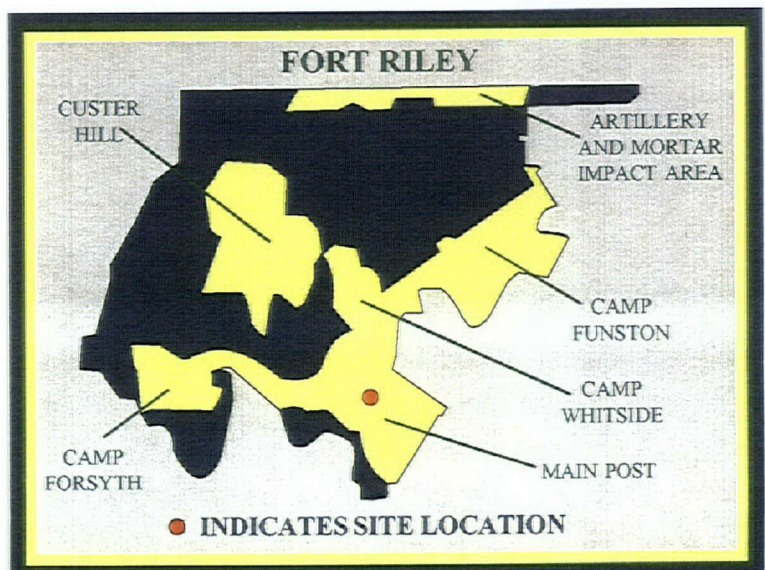 FORT RILEY
CUSTER
HILL
ARTILLERY
AND MORTAR
IMPACT AREA
CAMP
FUNSTON
CAMP
WHITSIDE
CAMP
FORSYTH
MAIN POST
INDICATES SITE LOCATION